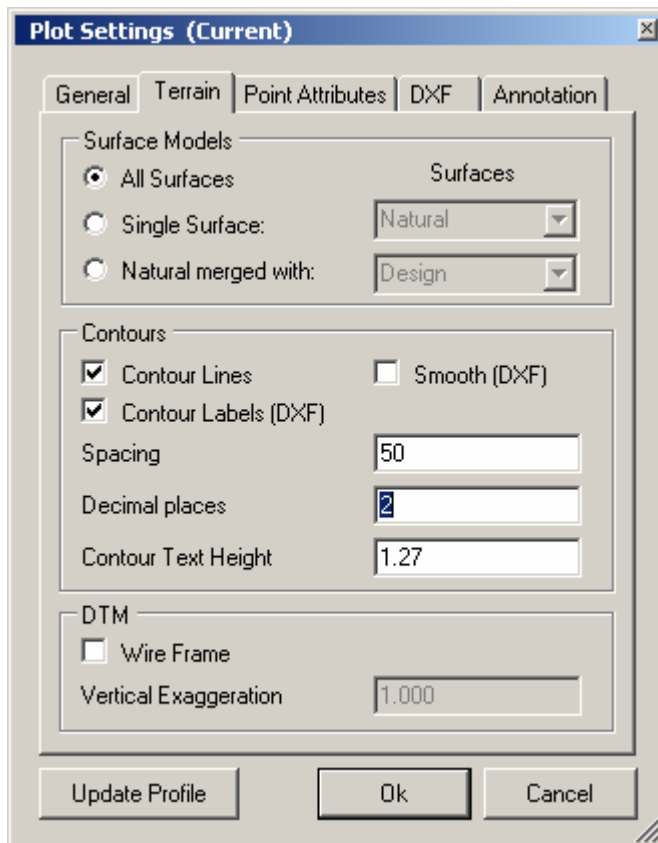 Plot Settings (Current)
General Terrain Point Attributes DXF Annotation
Surface Models
All Surfaces Surfaces
Single Surface: Natural
Natural merged with: Design
Contours
Contour Lines Smooth (DXF)
Contour Labels (DXF)
Spacing 50
Decimal places 2
Contour Text Height 1.27
DTM
Wire Frame
Vertical Exaggeration 1.000
Update Profile Ok Cancel